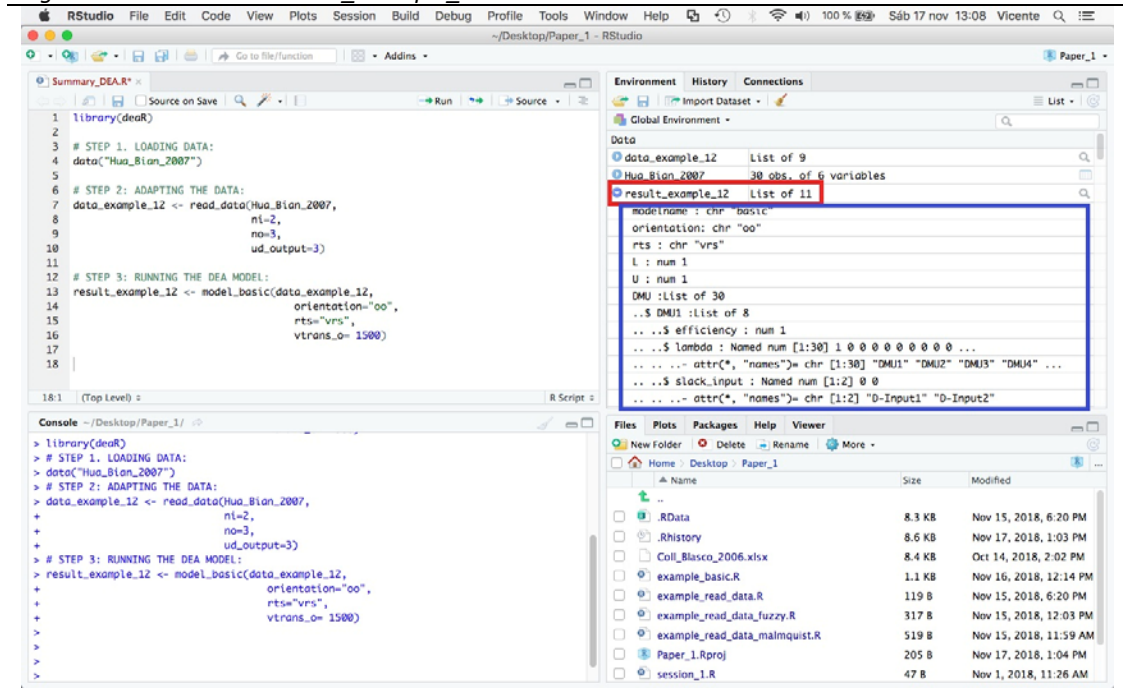 RStudio File Edit Code View Plots Session Build Debug Profile Tools Window Help 100 % Sáb 17 nov 13:08 Vicente
~/Desktop/Paper_1 - RStudio
Go to file/function Addins Paper_1
Summary_DEA.R*
Source on Save Run Source
1 library(deaR)
2
3 # STEP 1. LOADING DATA:
4 data("Hua_Bian_2007")
5
6 # STEP 2: ADAPTING THE DATA:
7 data_example_12 <- read_data(Hua_Bian_2007,
8 ni=2,
9 no=3,
10 ud_output=3)
11
12 # STEP 3: RUNNING THE DEA MODEL:
13 result_example_12 <- model_basic(data_example_12,
14 orientation="oo",
15 rts="vrs",
16 vtrans_o= 1500)
17
18
18:1 (Top Level) R Script
Console ~/Desktop/Paper_1/
> library(deaR)
> # STEP 1. LOADING DATA:
> data("Hua_Bian_2007")
> # STEP 2: ADAPTING THE DATA:
> data_example_12 <- read_data(Hua_Bian_2007,
+ ni=2,
+ no=3,
+ ud_output=3)
> # STEP 3: RUNNING THE DEA MODEL:
> result_example_12 <- model_basic(data_example_12,
+ orientation="oo",
+ rts="vrs",
+ vtrans_o= 1500)
>
>
>
>
Environment History Connections
Import Dataset List
Global Environment
Data
data_example_12 List of 9
Hua_Bian_2007 30 obs. of 6 variables
result_example_12 List of 11
modelname : chr "basic"
orientation: chr "oo"
rts : chr "vrs"
L : num 1
U : num 1
DMU :List of 30
..$ DMU1 :List of 8
.. ..$ efficiency : num 1
.. ..$ lambda : Named num [1:30] 1 0 0 0 0 0 0 0 0 0 ...
.. .. ..- attr(*, "names")= chr [1:30] "DMU1" "DMU2" "DMU3" "DMU4" ...
.. ..$ slack_input : Named num [1:2] 0 0
.. .. ..- attr(*, "names")= chr [1:2] "D-Input1" "D-Input2"
Files Plots Packages Help Viewer
New Folder Delete Rename More
Home Desktop Paper_1
Name Size Modified
..
.RData 8.3 KB Nov 15, 2018, 6:20 PM
.Rhistory 8.6 KB Nov 17, 2018, 1:03 PM
Coll_Blasco_2006.xlsx 8.4 KB Oct 14, 2018, 2:02 PM
example_basic.R 1.1 KB Nov 16, 2018, 12:14 PM
example_read_data.R 119 B Nov 15, 2018, 6:20 PM
example_read_data_fuzzy.R 317 B Nov 15, 2018, 12:03 PM
example_read_data_malmquist.R 519 B Nov 15, 2018, 11:59 AM
Paper_1.Rproj 205 B Nov 17, 2018, 1:04 PM
session_1.R 47 B Nov 1, 2018, 11:26 AM